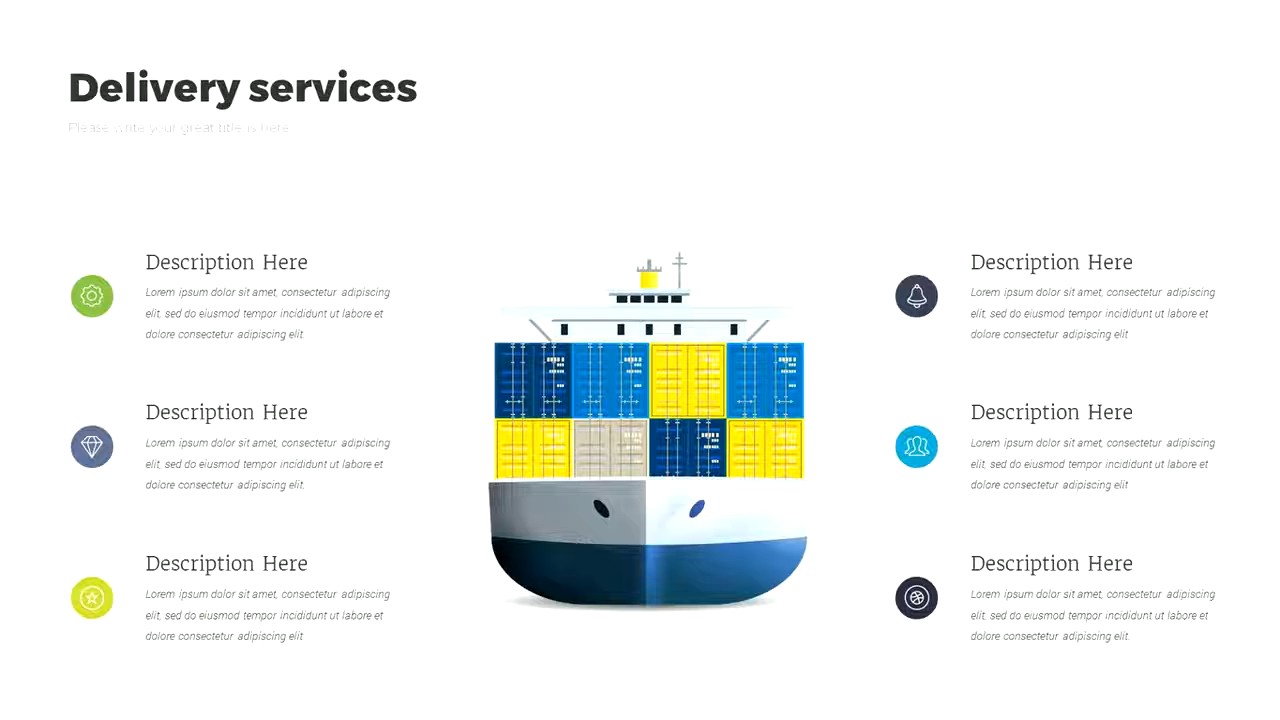 Delivery services
Please write your great title is here
Description Here
Lorem ipsum dolor sit amet, consectetur adipiscing
elit, sed do eiusmod tempor incididunt ut labore et
dolore consectetur adipiscing elit.
Description Here
Lorem ipsum dolor sit amet, consectetur adipiscing
elit, sed do eiusmod tempor incididunt ut labore et
dolore consectetur adipiscing elit.
Description Here
Lorem ipsum dolor sit amet, consectetur adipiscing
elit, sed do eiusmod tempor incididunt ut labore et
dolore consectetur adipiscing elit
Description Here
Lorem ipsum dolor sit amet, consectetur adipiscing
elit, sed do eiusmod tempor incididunt ut labore et
dolore consectetur adipiscing elit
Description Here
Lorem ipsum dolor sit amet, consectetur adipiscing
elit, sed do eiusmod tempor incididunt ut labore et
dolore consectetur adipiscing elit
Description Here
Lorem ipsum dolor sit amet, consectetur adipiscing
elit, sed do eiusmod tempor incididunt ut labore et
dolore consectetur adipiscing elit.